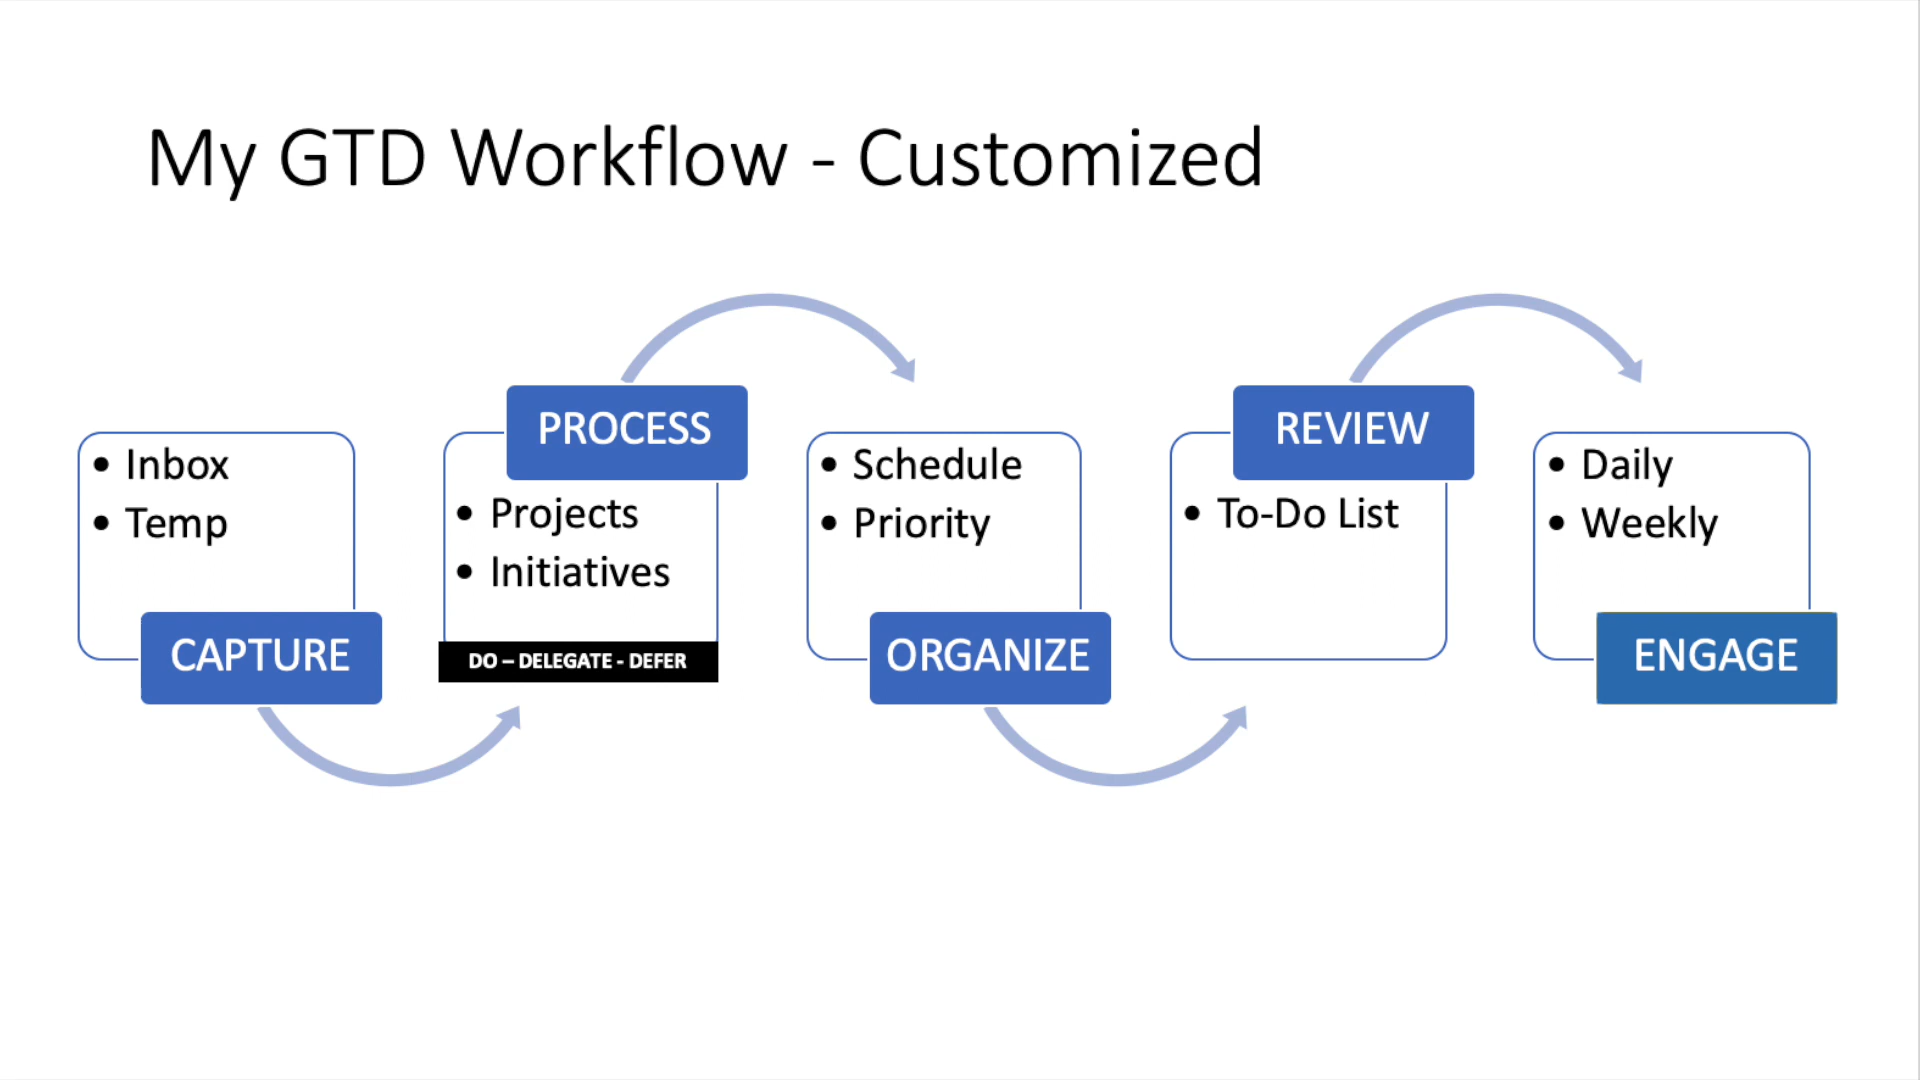 My GTD Workflow - Customized
• Inbox
• Temp
CAPTURE
PROCESS
• Projects
• Initiatives
DO – DELEGATE - DEFER
• Schedule
• Priority
ORGANIZE
REVIEW
• To-Do List
• Daily
• Weekly
ENGAGE